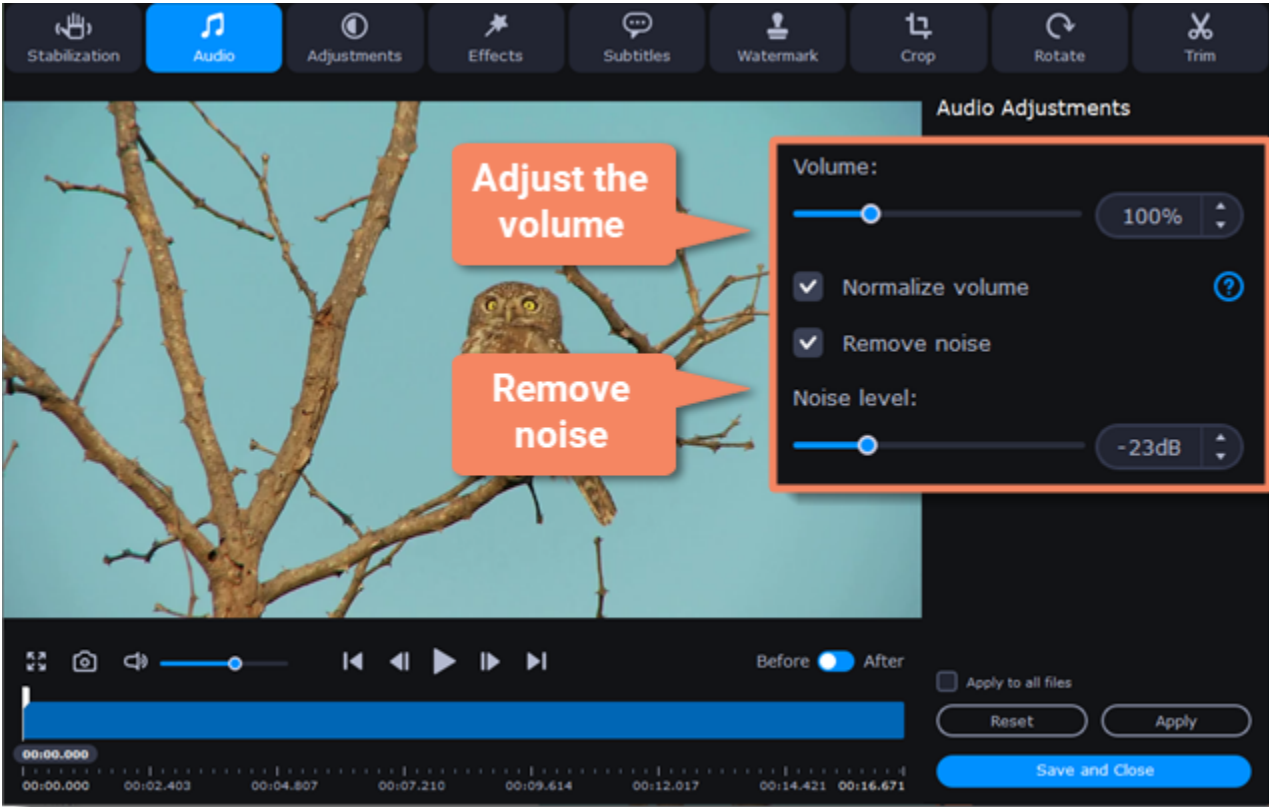 Stabilization
Audio
Adjustments
Effects
Subtitles
Watermark
Crop
Rotate
Trim
Audio Adjustments
Adjust the
volume
Volume:
100%
Normalize volume
?
Remove noise
Remove
noise
Noise level:
-23dB
Before After
Apply to all files
Reset
Apply
Save and Close
00:00.000
00:00.000 00:02.403 00:04.807 00:07.210 00:09.614 00:12.017 00:14.421 00:16.671